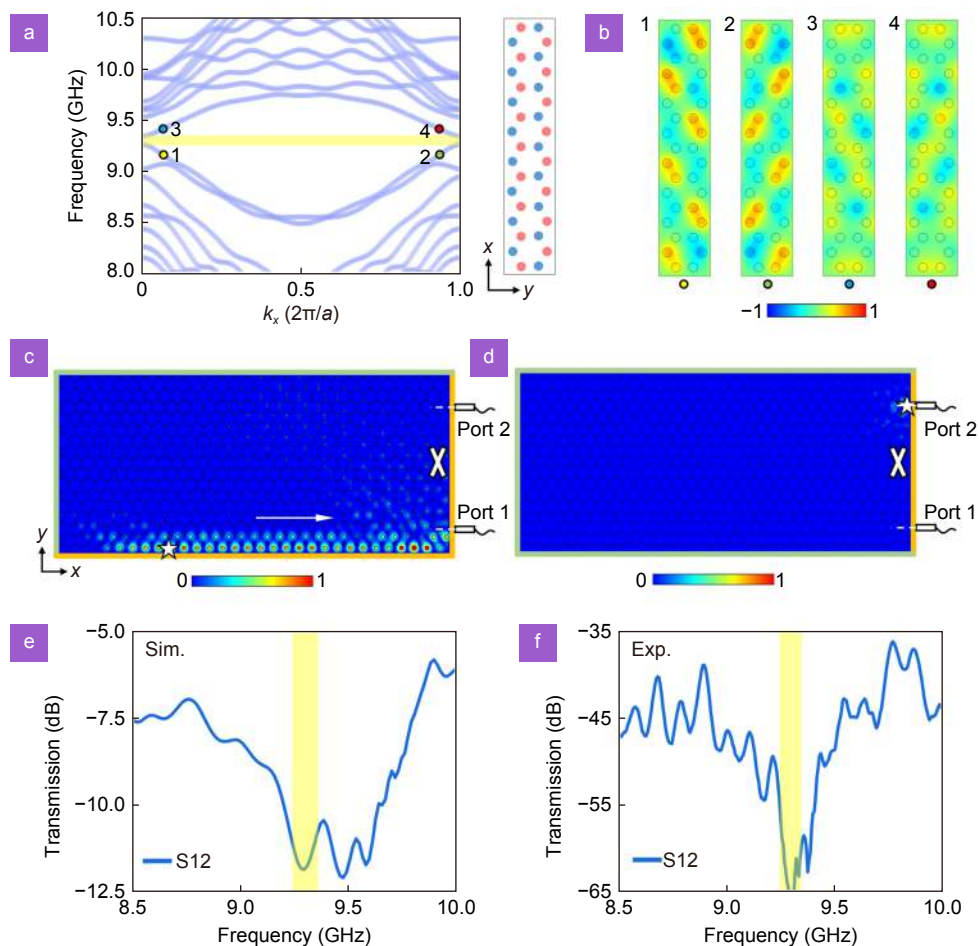 a
10.5
10.0
9.5
9.0
8.5
8.0
Frequency (GHz)
3
4
1
2
0
0.5
1.0
kₓ (2π/a)
x
y
b
1
2
3
4
−1
1
c
Port 2
Port 1
y
x
0
1
d
Port 2
Port 1
0
1
e
−5.0
−7.5
−10.0
−12.5
Transmission (dB)
Sim.
S12
8.5
9.0
9.5
10.0
Frequency (GHz)
f
−35
−45
−55
−65
Transmission (dB)
Exp.
S12
8.5
9.0
9.5
10.0
Frequency (GHz)